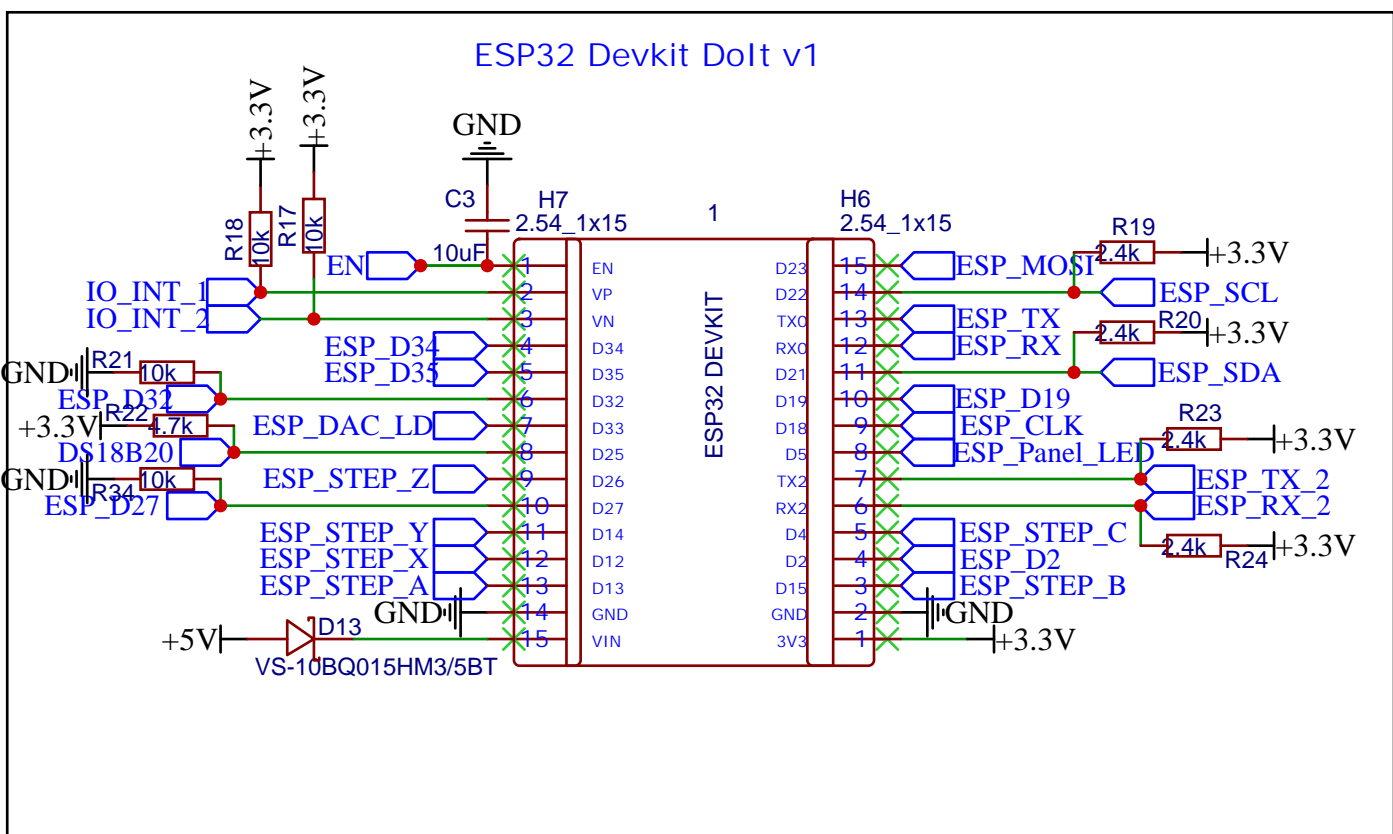 ESP32 Devkit DoIt v1
+3.3V
+3.3V
GND
C3
10uF
R18
10k
R17
10k
H7
2.54_1x15
1
H6
2.54_1x15
ESP32 DEVKIT
EN
IO_INT_1
IO_INT_2
ESP_D34
ESP_D35
GND
R21
10k
ESP_D32
+3.3V
R22
4.7k
ESP_DAC_LD
DS18B20
GND
10k
R34
ESP_STEP_Z
ESP_D27
ESP_STEP_Y
ESP_STEP_X
ESP_STEP_A
GND
+5V
D13
VS-10BQ015HM3/5BT
1 EN
2 VP
3 VN
4 D34
5 D35
6 D32
7 D33
8 D25
9 D26
10 D27
11 D14
12 D12
13 D13
14 GND
15 VIN
D23 15
D22 14
TX0 13
RX0 12
D21 11
D19 10
D18 9
D5 8
TX2 7
RX2 6
D4 5
D2 4
D15 3
GND 2
3V3 1
R19
2.4k
+3.3V
ESP_MOSI
ESP_SCL
ESP_TX
R20
2.4k
+3.3V
ESP_RX
ESP_SDA
ESP_D19
ESP_CLK
R23
2.4k
+3.3V
ESP_Panel_LED
ESP_TX_2
ESP_RX_2
ESP_STEP_C
2.4k
R24
+3.3V
ESP_D2
ESP_STEP_B
GND
+3.3V